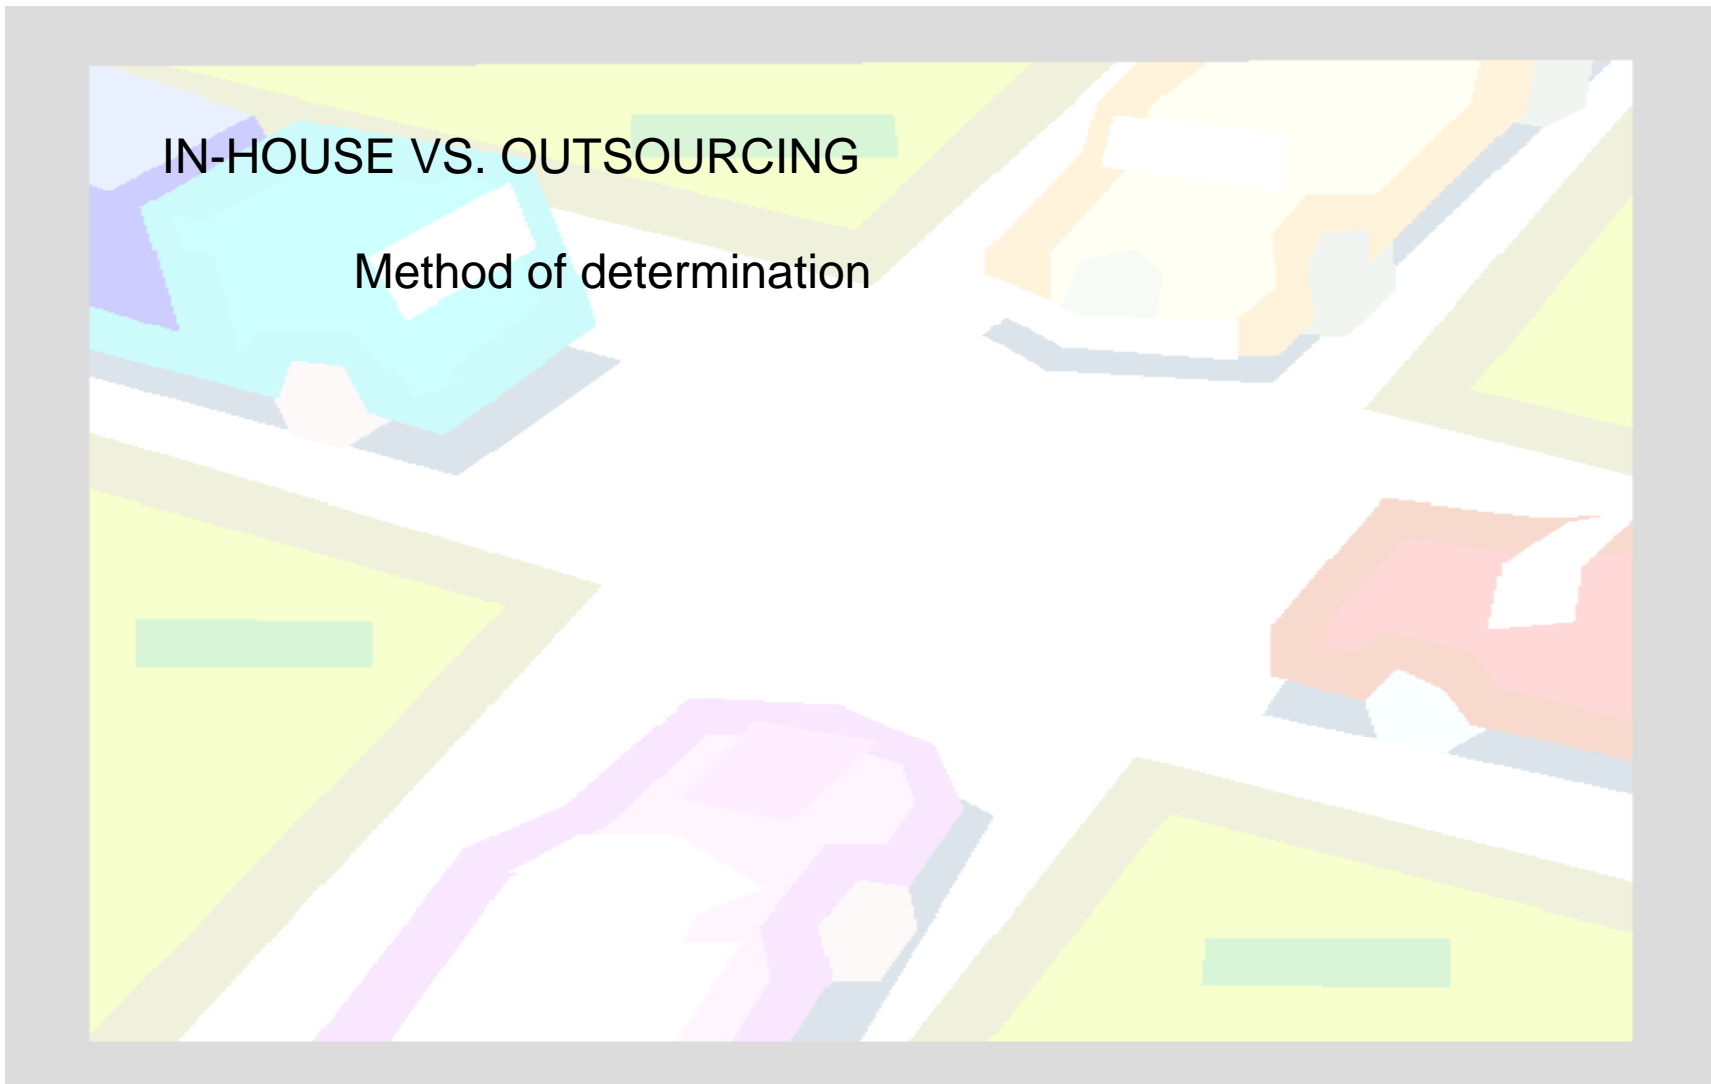 IN-HOUSE VS. OUTSOURCING
Method of determination